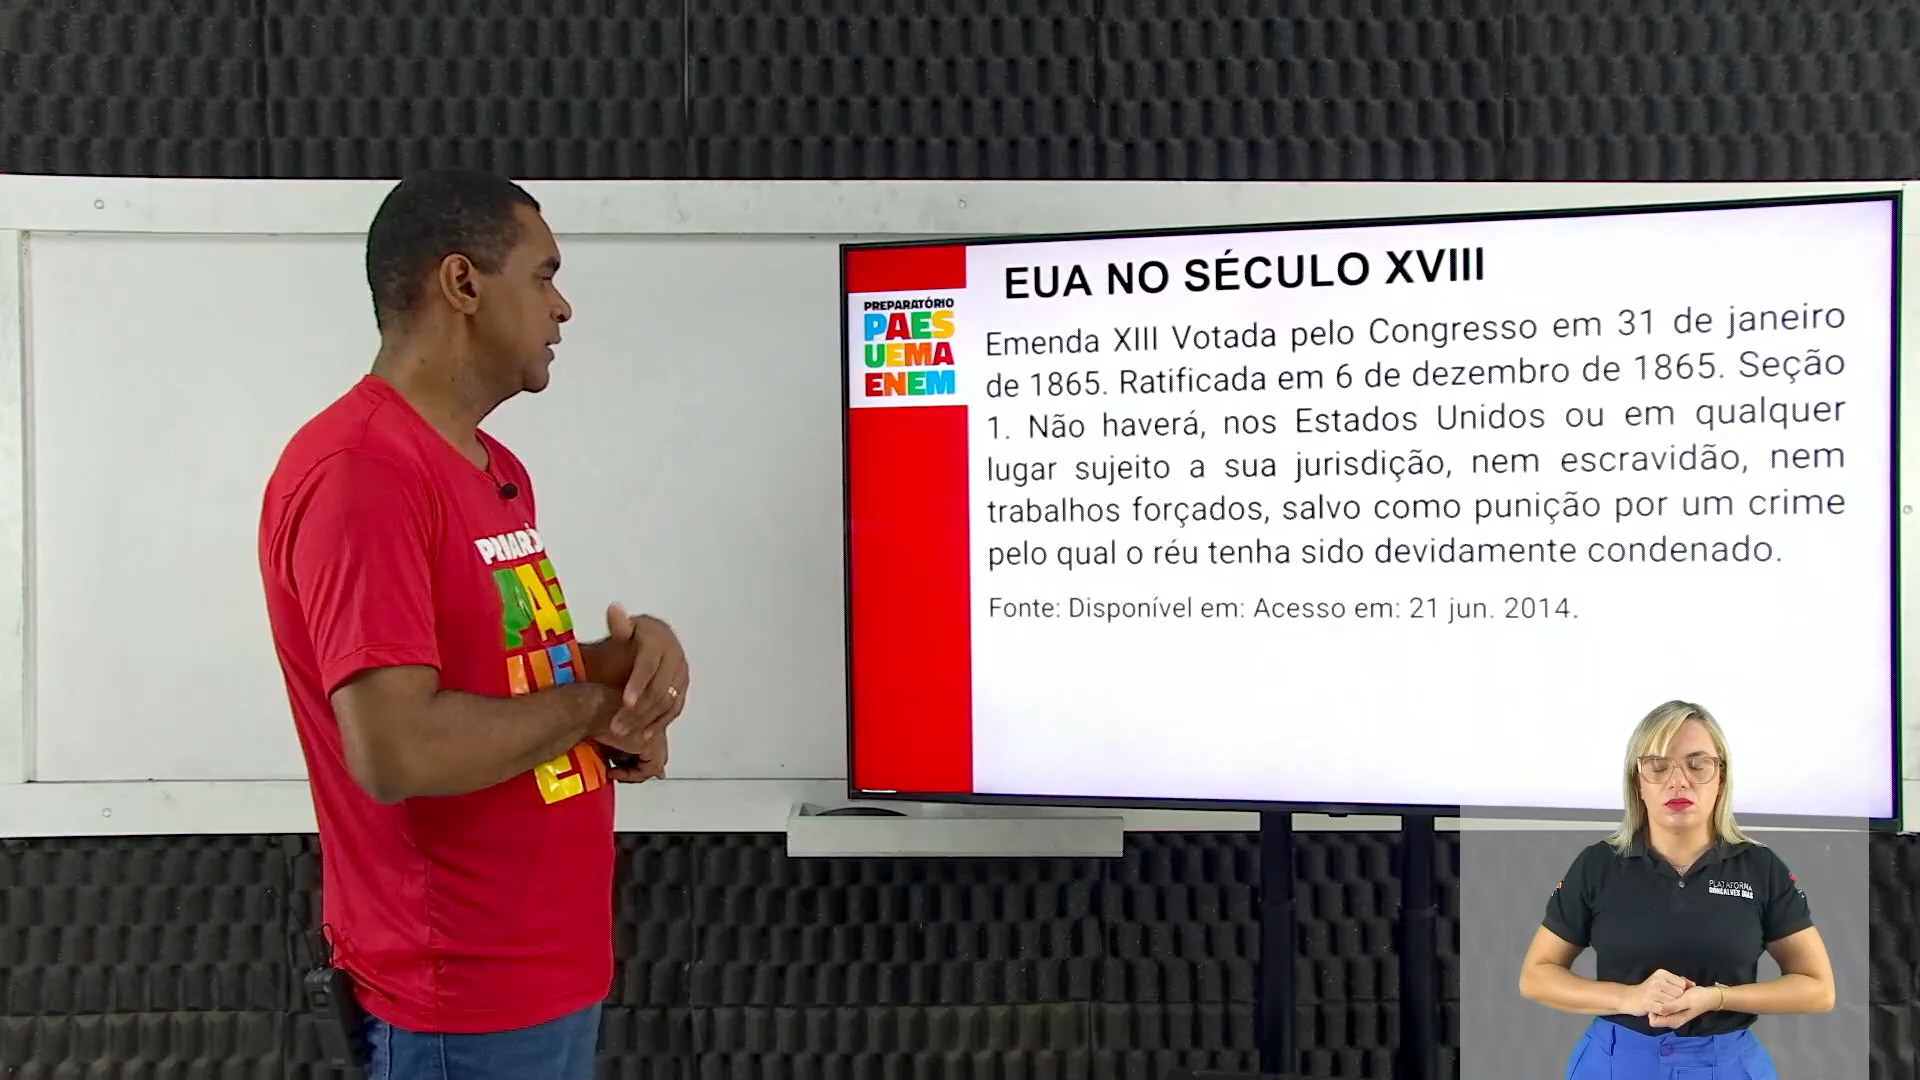 EUA NO SÉCULO XVIII
PREPARATÓRIO
PAES
UEMA
ENEM
Emenda XIII Votada pelo Congresso em 31 de janeiro
de 1865. Ratificada em 6 de dezembro de 1865. Seção
1. Não haverá, nos Estados Unidos ou em qualquer
lugar sujeito a sua jurisdição, nem escravidão, nem
trabalhos forçados, salvo como punição por um crime
pelo qual o réu tenha sido devidamente condenado.
Fonte: Disponível em: Acesso em: 21 jun. 2014.
PLATAFORMA
GONÇALVES DIAS